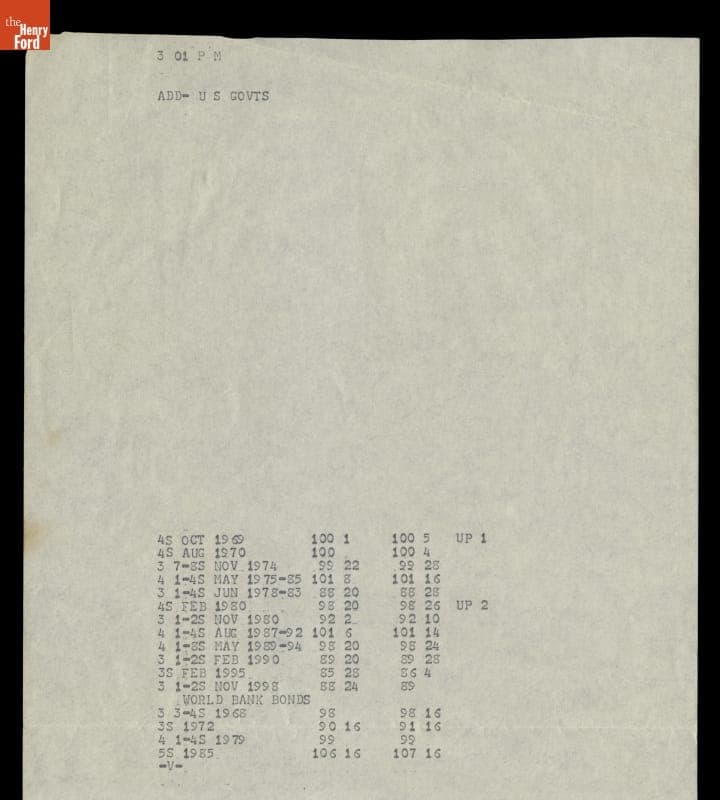 the
Henry
Ford
3 01 P M
ADD- U S GOVTS
4S OCT 1969 100 1 100 5 UP 1
4S AUG 1970 100 100 4
3 7-8S NOV 1974 99 22 99 28
4 1-4S MAY 1975-85 101 8 101 16
3 1-4S JUN 1978-83 88 20 88 28
4S FEB 1980 98 20 98 26 UP 2
3 1-2S NOV 1980 92 2 92 10
4 1-4S AUG 1987-92 101 6 101 14
4 1-8S MAY 1989-94 98 20 98 24
3 1-2S FEB 1990 89 20 89 28
3S FEB 1995 85 28 86 4
3 1-2S NOV 1998 88 24 89
WORLD BANK BONDS
3 3-4S 1968 98 98 16
3S 1972 90 16 91 16
4 1-4S 1979 99 99
5S 1985 106 16 107 16
-V-